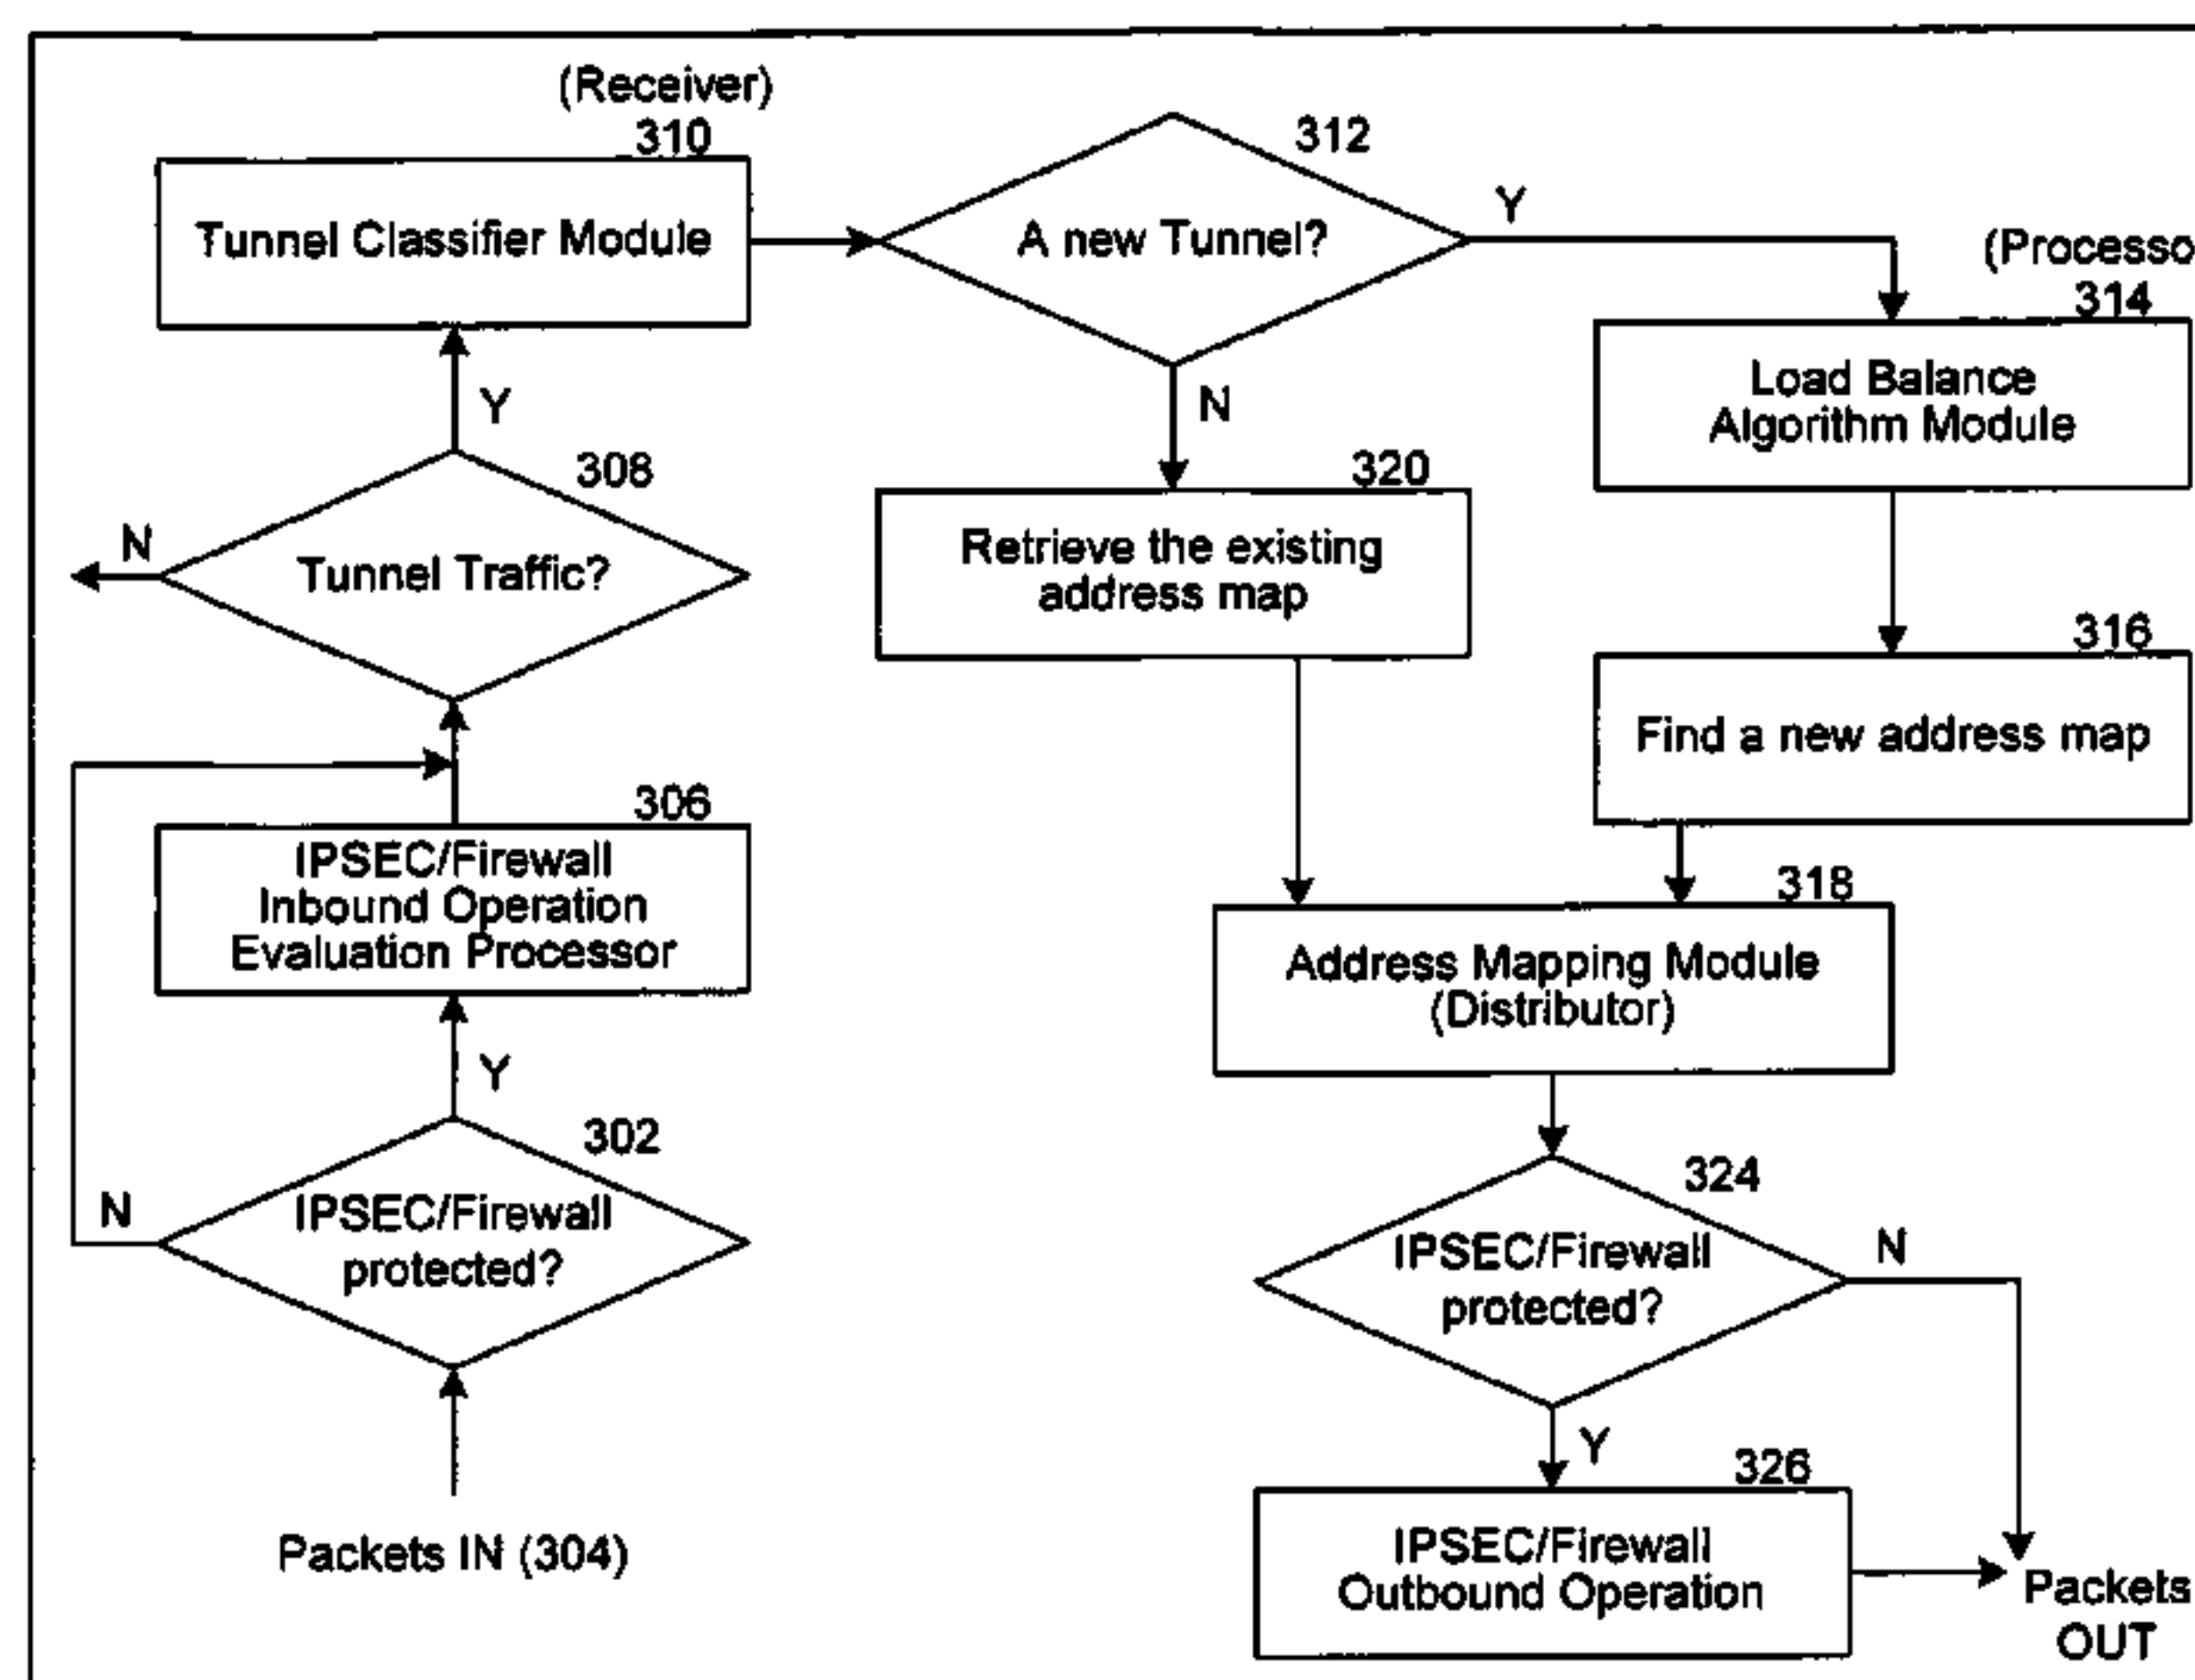 (Receiver)
310
Tunnel Classifier Module
312
A new Tunnel?
Y
N
(Processo
314
Load Balance
Algorithm Module
Y
308
Tunnel Traffic?
N
320
Retrieve the existing
address map
316
Find a new address map
306
IPSEC/Firewall
Inbound Operation
Evaluation Processor
318
Address Mapping Module
(Distributor)
Y
302
IPSEC/Firewall
protected?
N
324
IPSEC/Firewall
protected?
N
Y
Packets IN (304)
326
IPSEC/Firewall
Outbound Operation
Packets
OUT